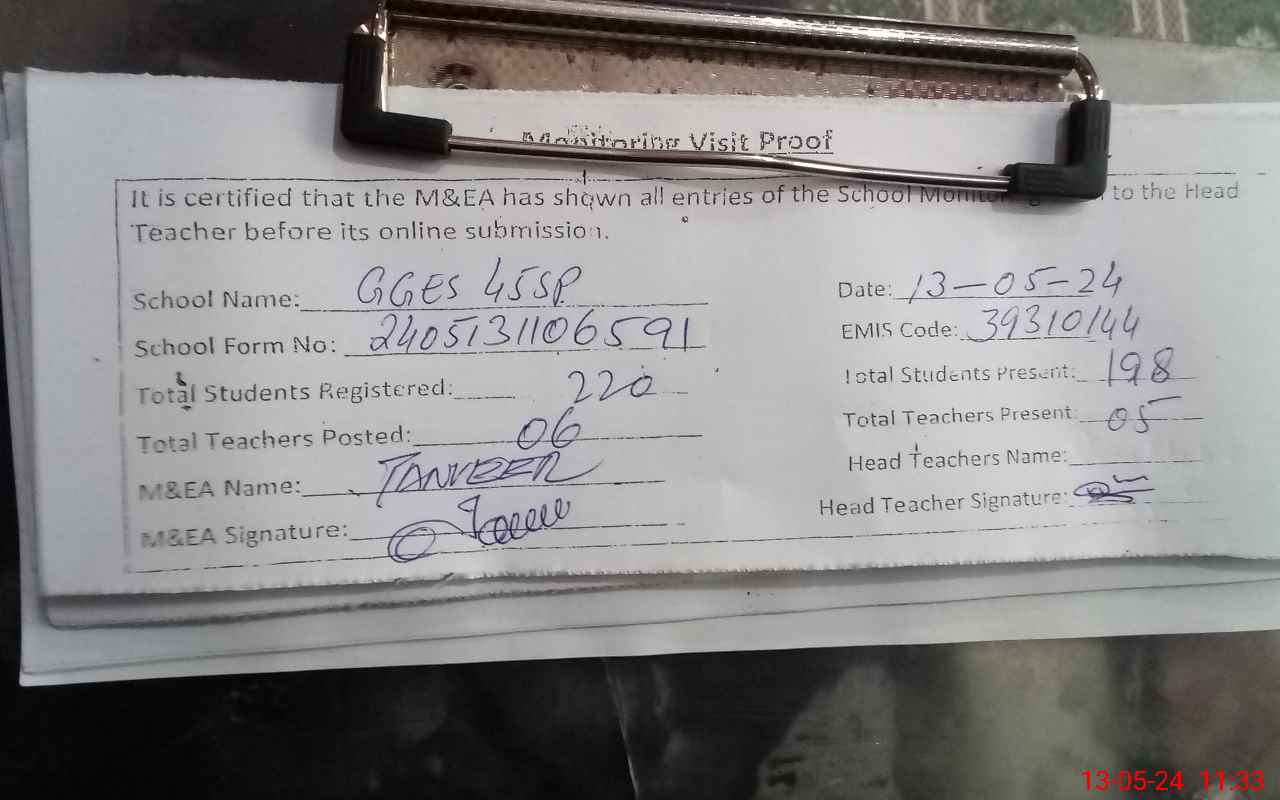 Monitoring Visit Proof
It is certified that the M&EA has shown all entries of the School Monitoring to the Head
Teacher before its online submission.
School Name: GGES 45SP Date: 13-05-24
School Form No: 2405131106591 EMIS Code: 39310144
Total Students Registered: 220 Total Students Present: 198
Total Teachers Posted: 06 Total Teachers Present: 05
M&EA Name: TANVEER Head Teachers Name:
M&EA Signature: Head Teacher Signature:
13-05-24 11:33